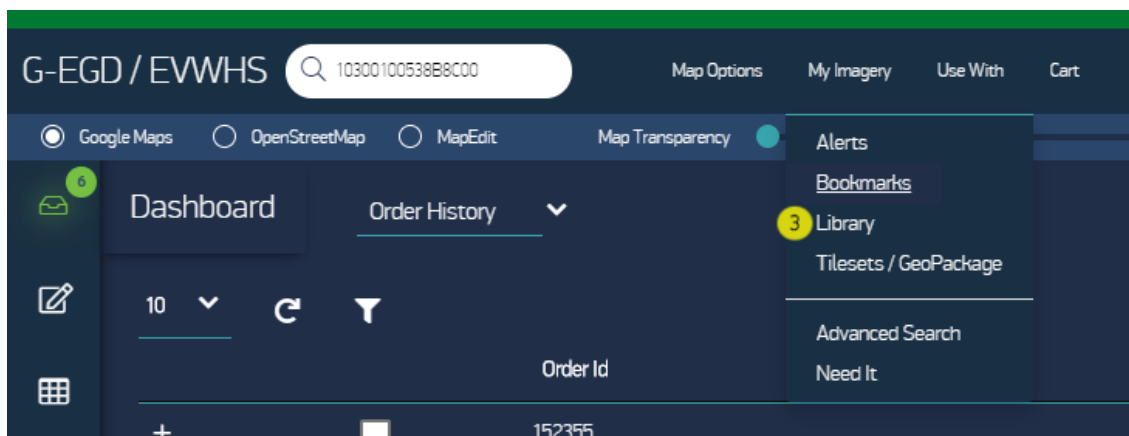 G-EGD / EVWHS 10300100538B8C00 Map Options My Imagery Use With Cart
Google Maps OpenStreetMap MapEdit Map Transparency
Alerts
Bookmarks
3 Library
Tilesets / GeoPackage
Advanced Search
Need It
6
Dashboard Order History
10
Order Id
152355